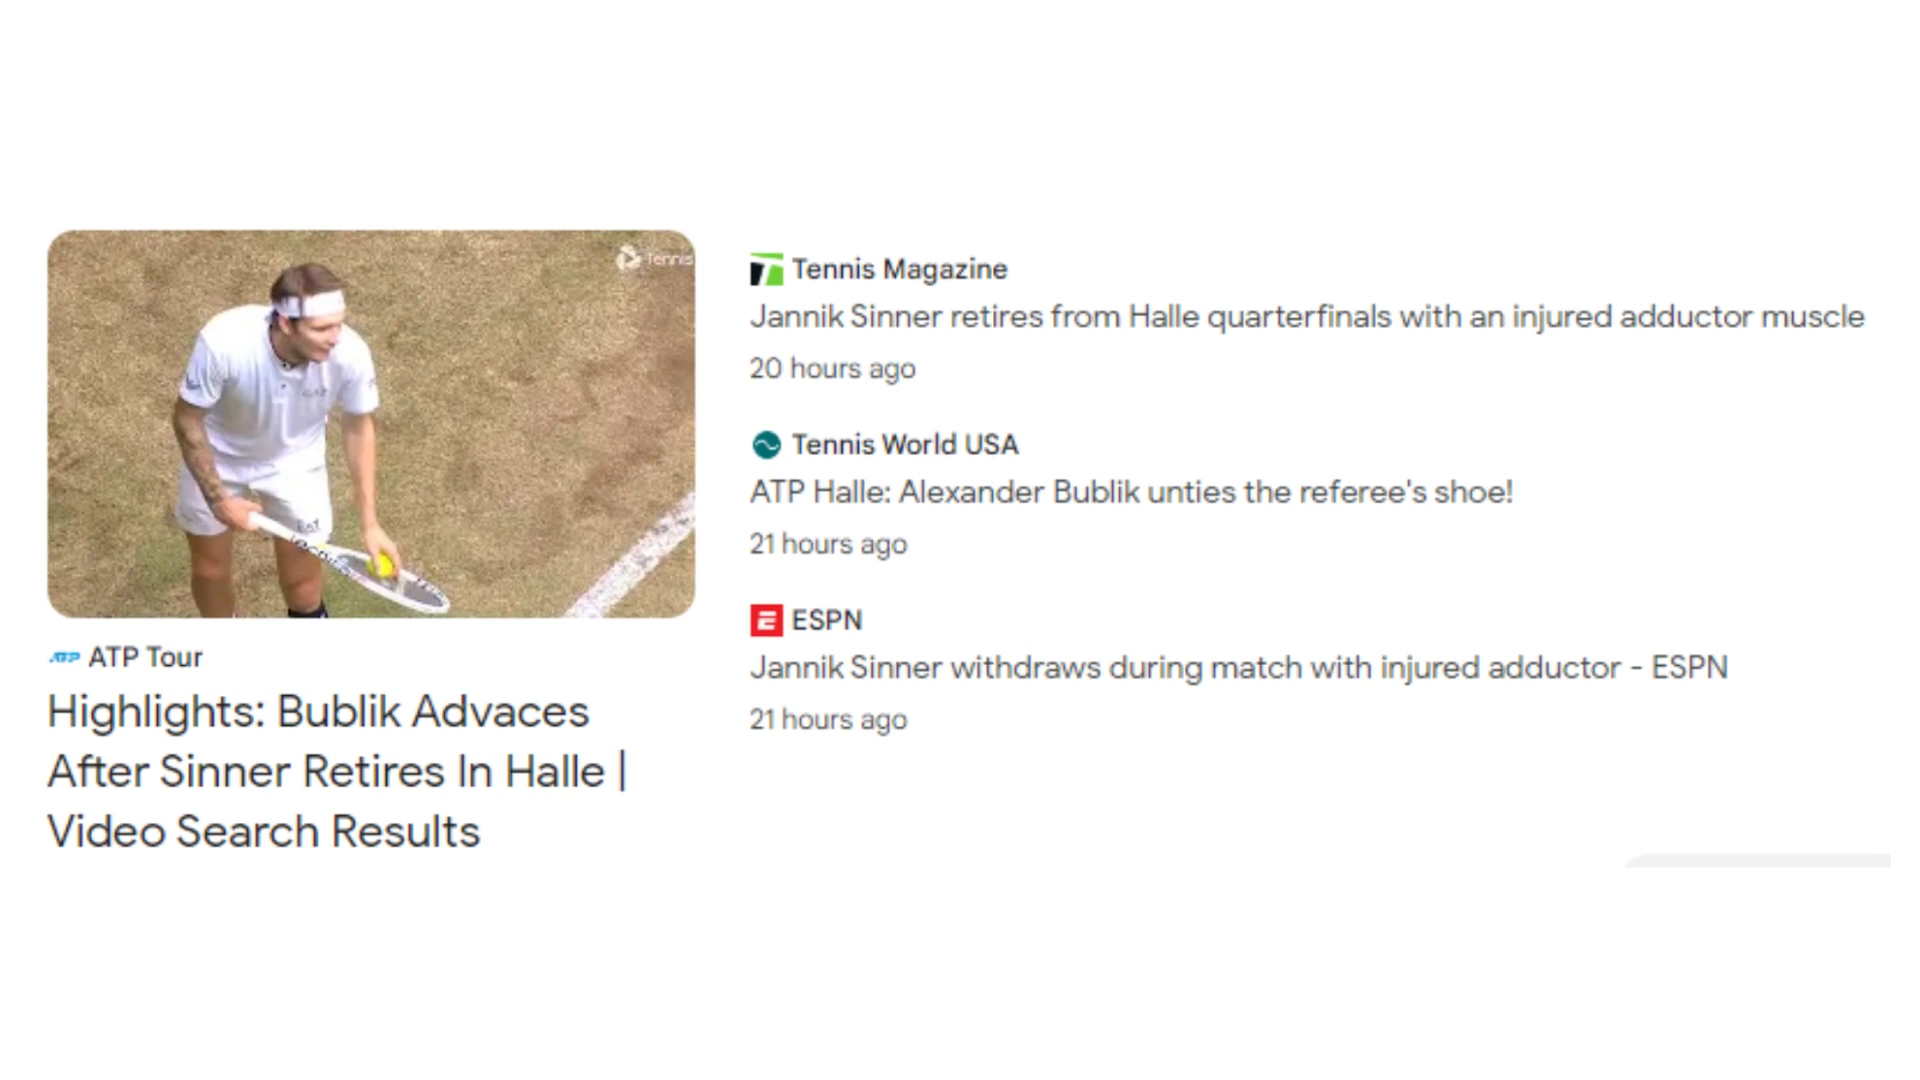 Tennis
ATP ATP Tour
Highlights: Bublik Advaces
After Sinner Retires In Halle |
Video Search Results
Tennis Magazine
Jannik Sinner retires from Halle quarterfinals with an injured adductor muscle
20 hours ago
Tennis World USA
ATP Halle: Alexander Bublik unties the referee's shoe!
21 hours ago
ESPN
Jannik Sinner withdraws during match with injured adductor - ESPN
21 hours ago